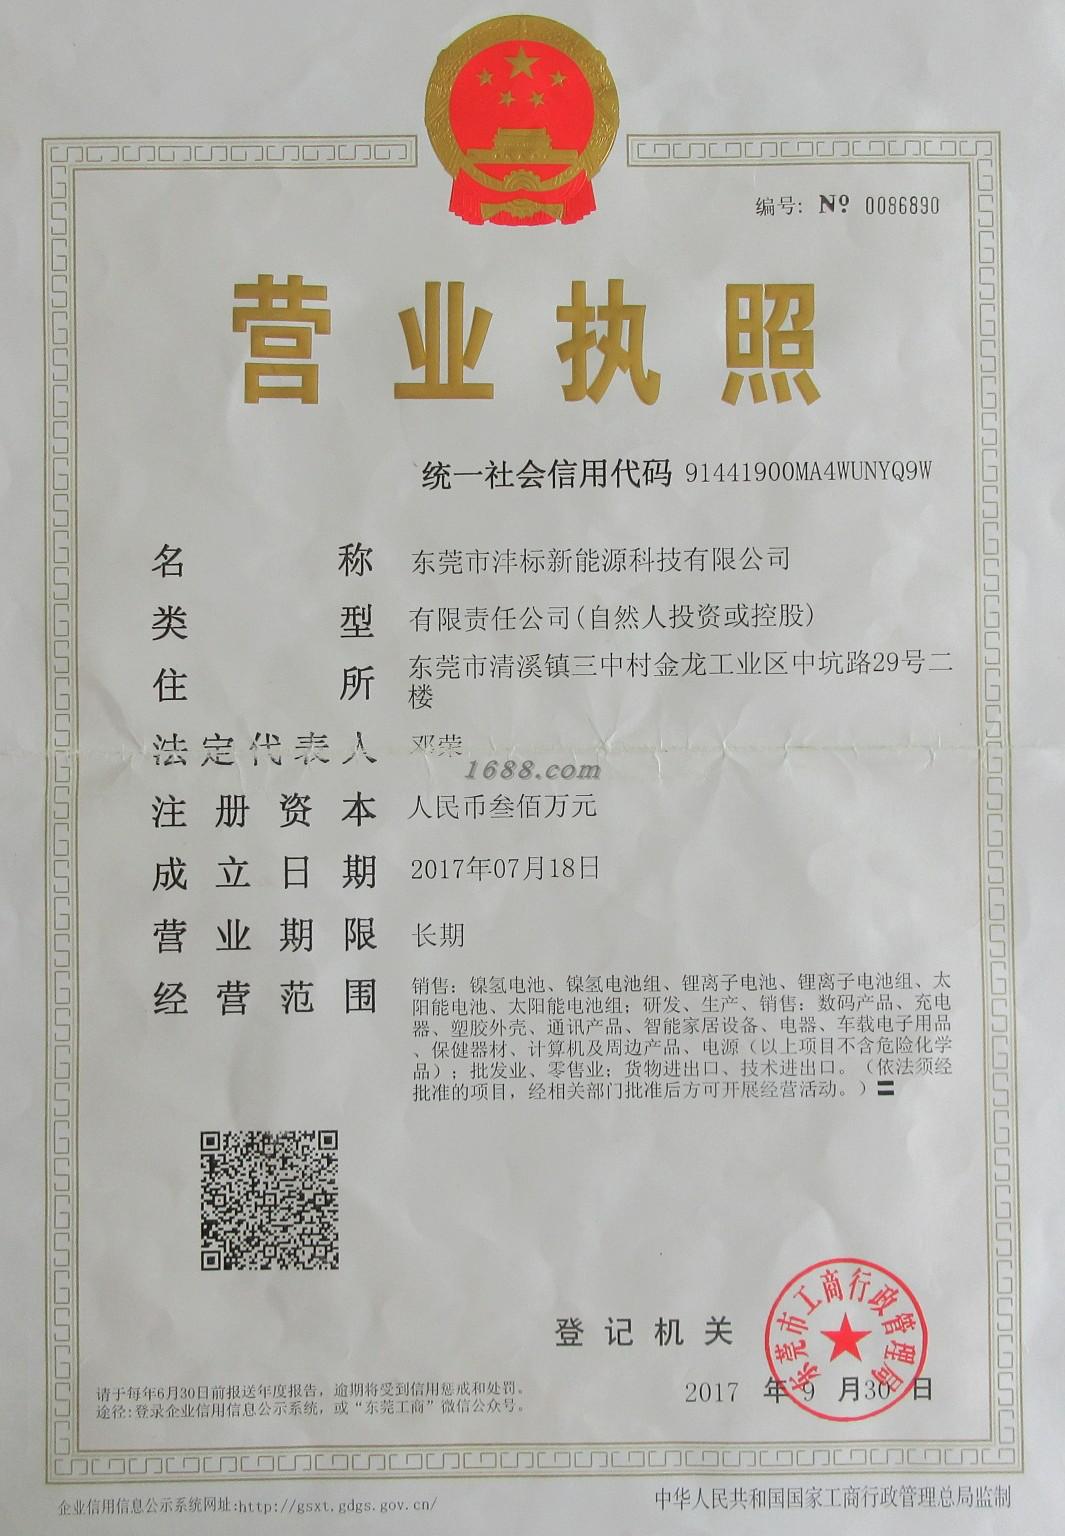 编号: Nº 0086890
营业执照
统一社会信用代码 91441900MA4WUNYQ9W
名称 东莞市沣标新能源科技有限公司
类型 有限责任公司(自然人投资或控股)
住所 东莞市清溪镇三中村金龙工业区中坑路29号二
楼
法定代表人 邓荣
1688.com
注册资本 人民币叁佰万元
成立日期 2017年07月18日
营业期限 长期
经营范围 销售：镍氢电池、镍氢电池组、锂离子电池、锂离子电池组、太
阳能电池、太阳能电池组；研发、生产、销售：数码产品、充电
器、塑胶外壳、通讯产品、智能家居设备、电器、车载电子用品
、保健器材、计算机及周边产品、电源（以上项目不含危险化学
品）；批发业、零售业；货物进出口、技术进出口。（依法须经
批准的项目，经相关部门批准后方可开展经营活动。）〓
东莞市工商行政管理局
登记机关
2017 年 9 月 30 日
请于每年6月30日前报送年度报告，逾期将受到信用惩戒和处罚。
途径:登录企业信用信息公示系统，或“东莞工商”微信公众号。
企业信用信息公示系统网址:http://gsxt.gdgs.gov.cn/
中华人民共和国国家工商行政管理总局监制